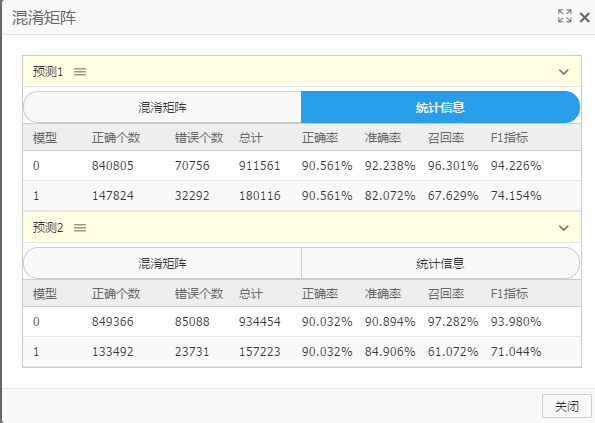 混淆矩阵
预测1
混淆矩阵 统计信息
模型 正确个数 错误个数 总计 正确率 准确率 召回率 F1指标
0 840805 70756 911561 90.561% 92.238% 96.301% 94.226%
1 147824 32292 180116 90.561% 82.072% 67.629% 74.154%
预测2
混淆矩阵 统计信息
模型 正确个数 错误个数 总计 正确率 准确率 召回率 F1指标
0 849366 85088 934454 90.032% 90.894% 97.282% 93.980%
1 133492 23731 157223 90.032% 84.906% 61.072% 71.044%
关闭